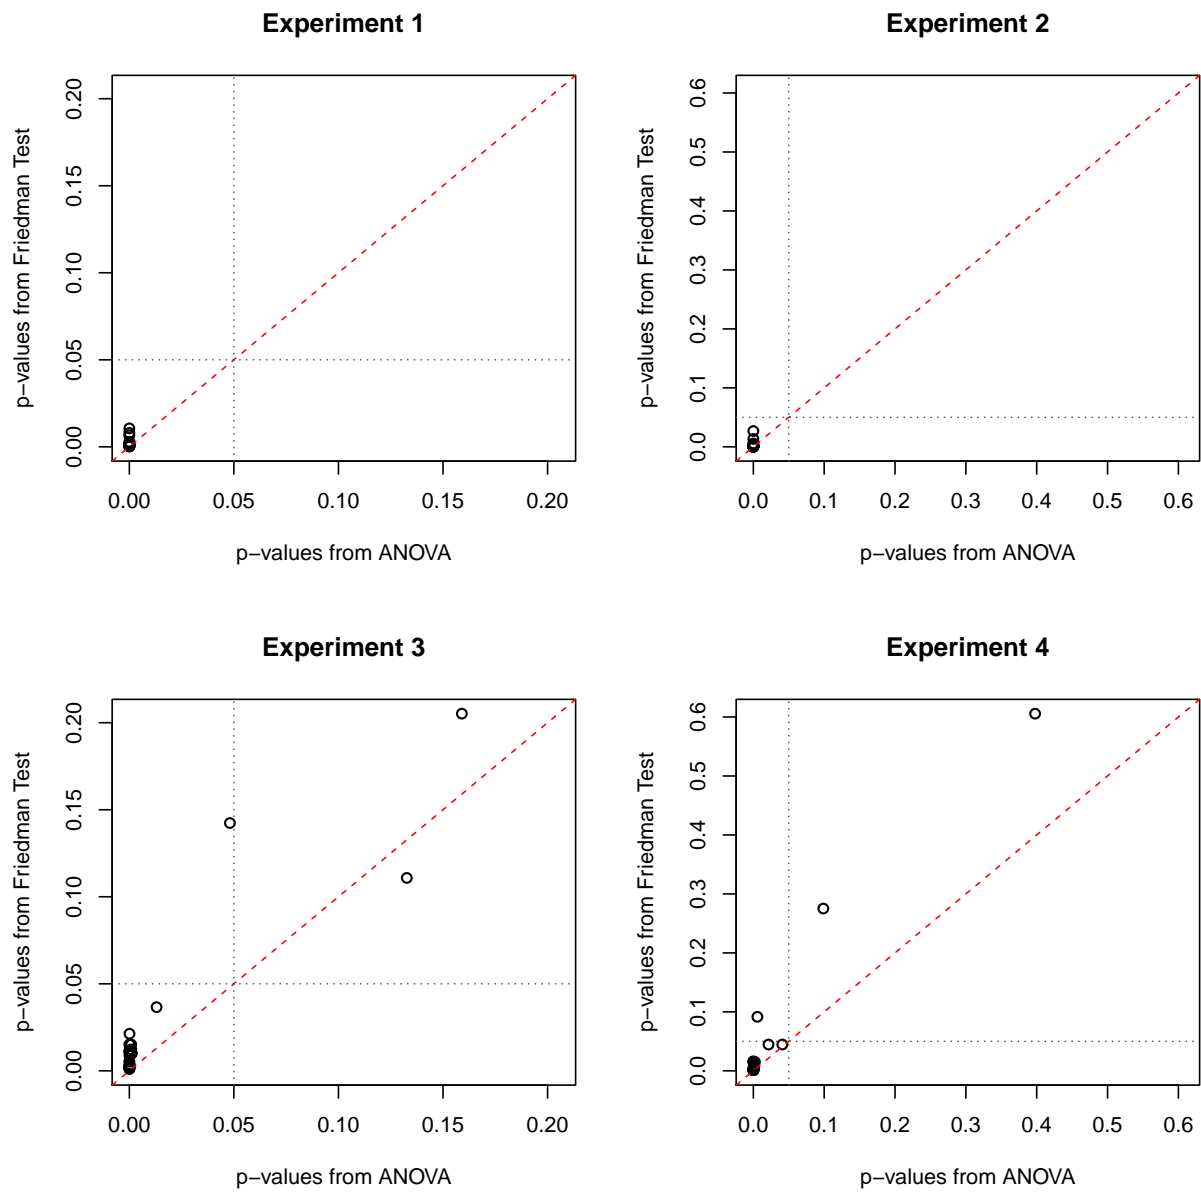 Experiment 1
p−values from Friedman Test
0.20
0.15
0.10
0.05
0.00
0.00 0.05 0.10 0.15 0.20
p−values from ANOVA
Experiment 2
p−values from Friedman Test
0.6
0.5
0.4
0.3
0.2
0.1
0.0
0.0 0.1 0.2 0.3 0.4 0.5 0.6
p−values from ANOVA
Experiment 3
p−values from Friedman Test
0.20
0.15
0.10
0.05
0.00
0.00 0.05 0.10 0.15 0.20
p−values from ANOVA
Experiment 4
p−values from Friedman Test
0.6
0.5
0.4
0.3
0.2
0.1
0.0
0.0 0.1 0.2 0.3 0.4 0.5 0.6
p−values from ANOVA